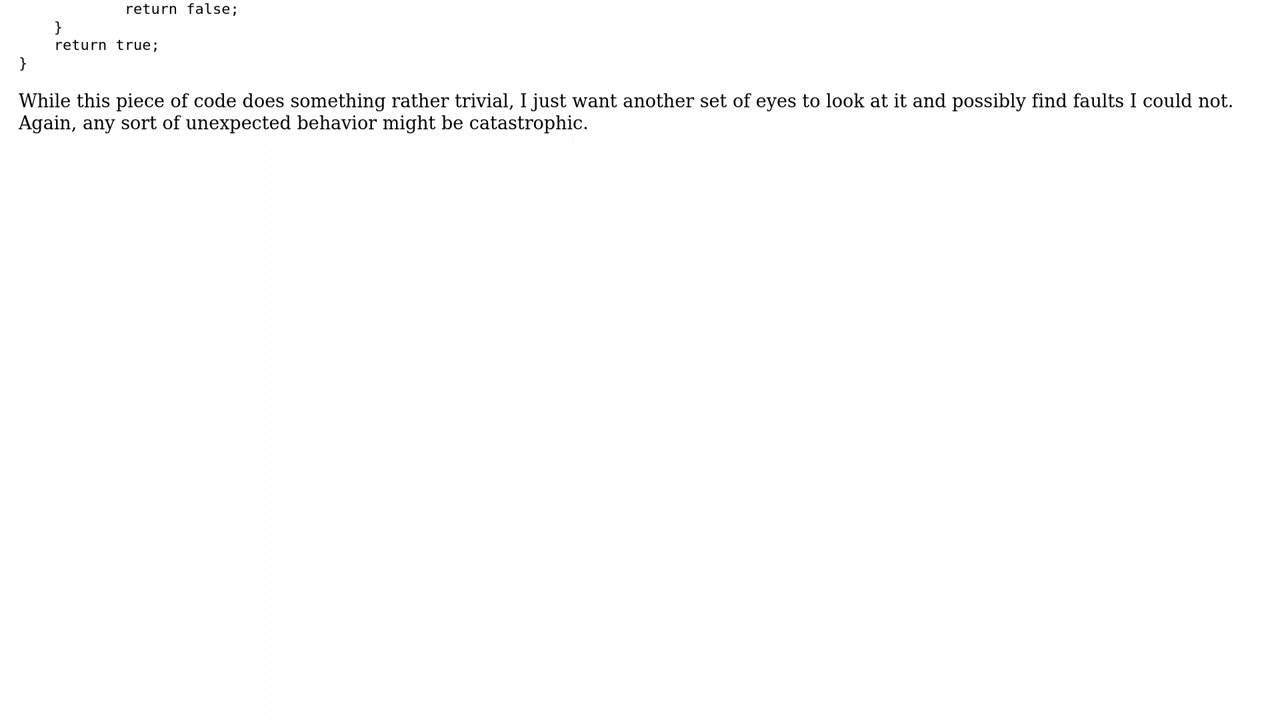 return false;
    }
    return true;
}
While this piece of code does something rather trivial, I just want another set of eyes to look at it and possibly find faults I could not.
Again, any sort of unexpected behavior might be catastrophic.